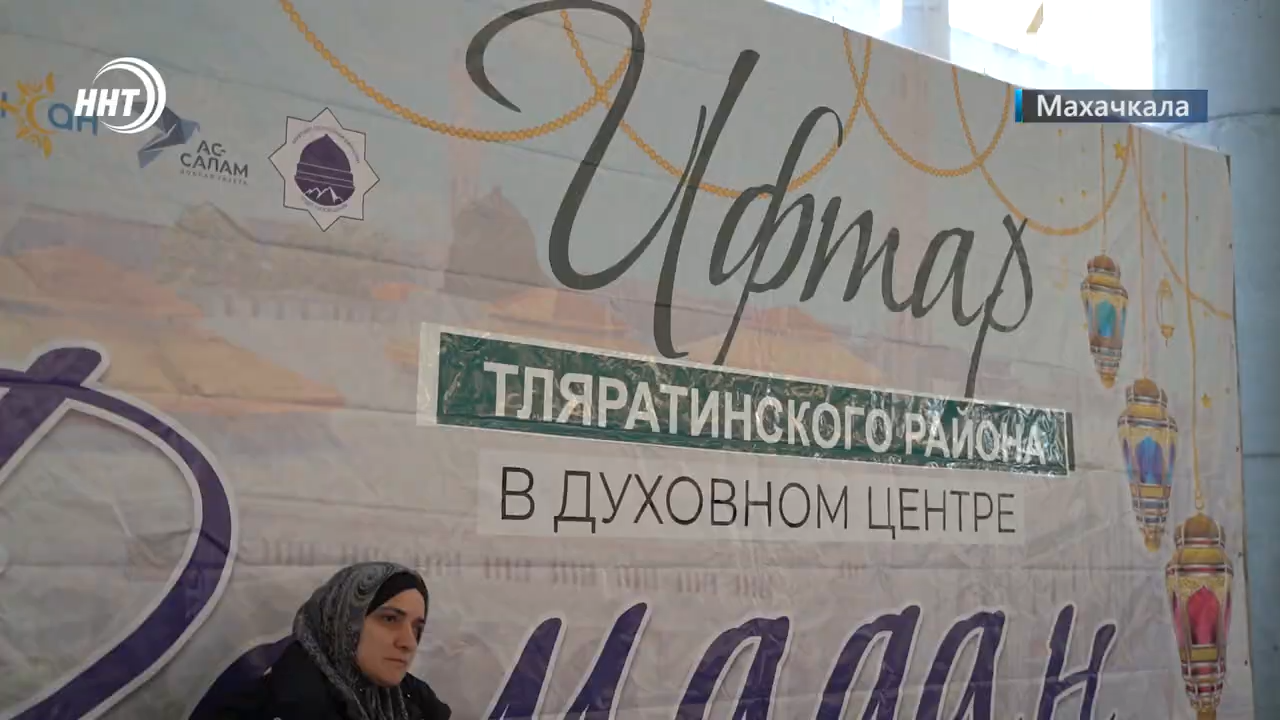 ННТ
Махачкала
АС-
САЛАМ
Ифтар
ТЛЯРАТИНСКОГО РАЙОНА
В ДУХОВНОМ ЦЕНТРЕ